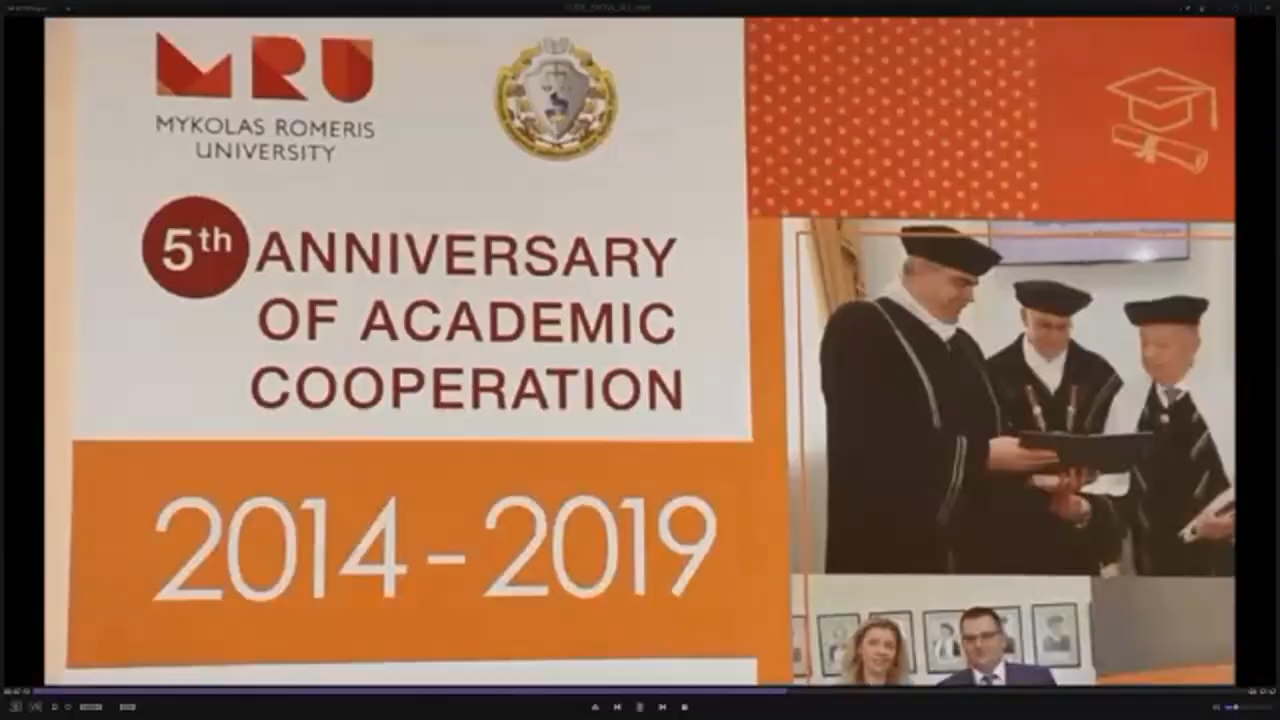 MRU
MYKOLAS ROMERIS
UNIVERSITY
5th ANNIVERSARY
OF ACADEMIC
COOPERATION
2014-2019